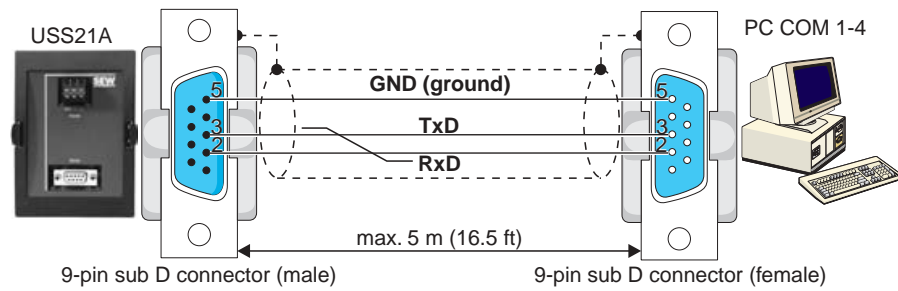 USS21A
PC COM 1-4
SEW
GND (ground)
5
5
TxD
3
3
2
2
RxD
max. 5 m (16.5 ft)
9-pin sub D connector (male)
9-pin sub D connector (female)